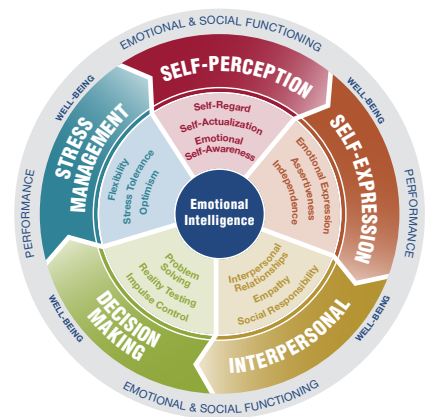 EMOTIONAL & SOCIAL FUNCTIONING
WELL-BEING
WELL-BEING
SELF-PERCEPTION
Self-Regard
Self-Actualization
Emotional
Self-Awareness
SELF-EXPRESSION
Emotional Expression
Assertiveness
Independence
PERFORMANCE
PERFORMANCE
STRESS
MANAGEMENT
Flexibility
Stress Tolerence
Optimism
Emotional
Intelligence
Interpersonal
Relationships
Empathy
Social Responsibility
INTERPERSONAL
Problem
Solving
Reality Testing
Impulse Control
DECISION
MAKING
WELL-BEING
WELL-BEING
EMOTIONAL & SOCIAL FUNCTIONING